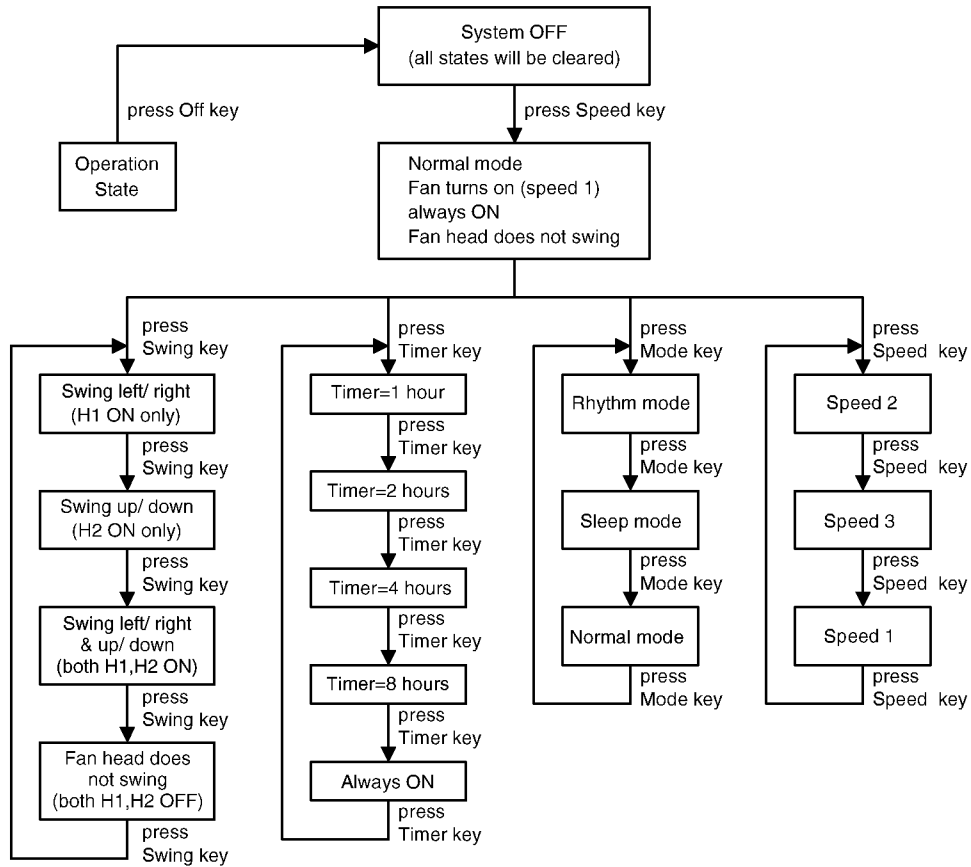 System OFF
(all states will be cleared)
press Off key
press Speed key
Operation
State
Normal mode
Fan turns on (speed 1)
always ON
Fan head does not swing
press
Swing key
Swing left/ right
(H1 ON only)
press
Swing key
Swing up/ down
(H2 ON only)
press
Swing key
Swing left/ right
& up/ down
(both H1,H2 ON)
press
Swing key
Fan head does
not swing
(both H1,H2 OFF)
press
Swing key
press
Timer key
Timer=1 hour
press
Timer key
Timer=2 hours
press
Timer key
Timer=4 hours
press
Timer key
Timer=8 hours
press
Timer key
Always ON
press
Timer key
press
Mode key
Rhythm mode
press
Mode key
Sleep mode
press
Mode key
Normal mode
press
Mode key
press
Speed key
Speed 2
press
Speed key
Speed 3
press
Speed key
Speed 1
press
Speed key